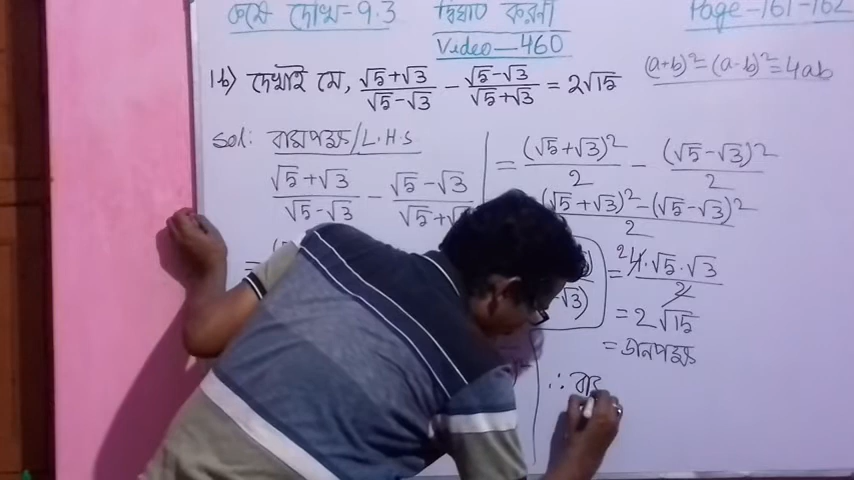 কষে দেখি-9.3 দ্বিঘাত করণী Page-161-162
Video-460
1b) দেখাই যে, (√5+√3)/(√5-√3) - (√5-√3)/(√5+√3) = 2√15 (a+b)²=(a-b)²=4ab
Sol: বামপক্ষ/L.H.S
(√5+√3)/(√5-√3) - (√5-√3)/(√5+√
= (√5+√3)²/2 - (√5-√3)²/2
(√5+√3)²-(√5-√3)²/2
= 4·√5·√3/2
= 2√15
= ডানপক্ষ
∴ বাম